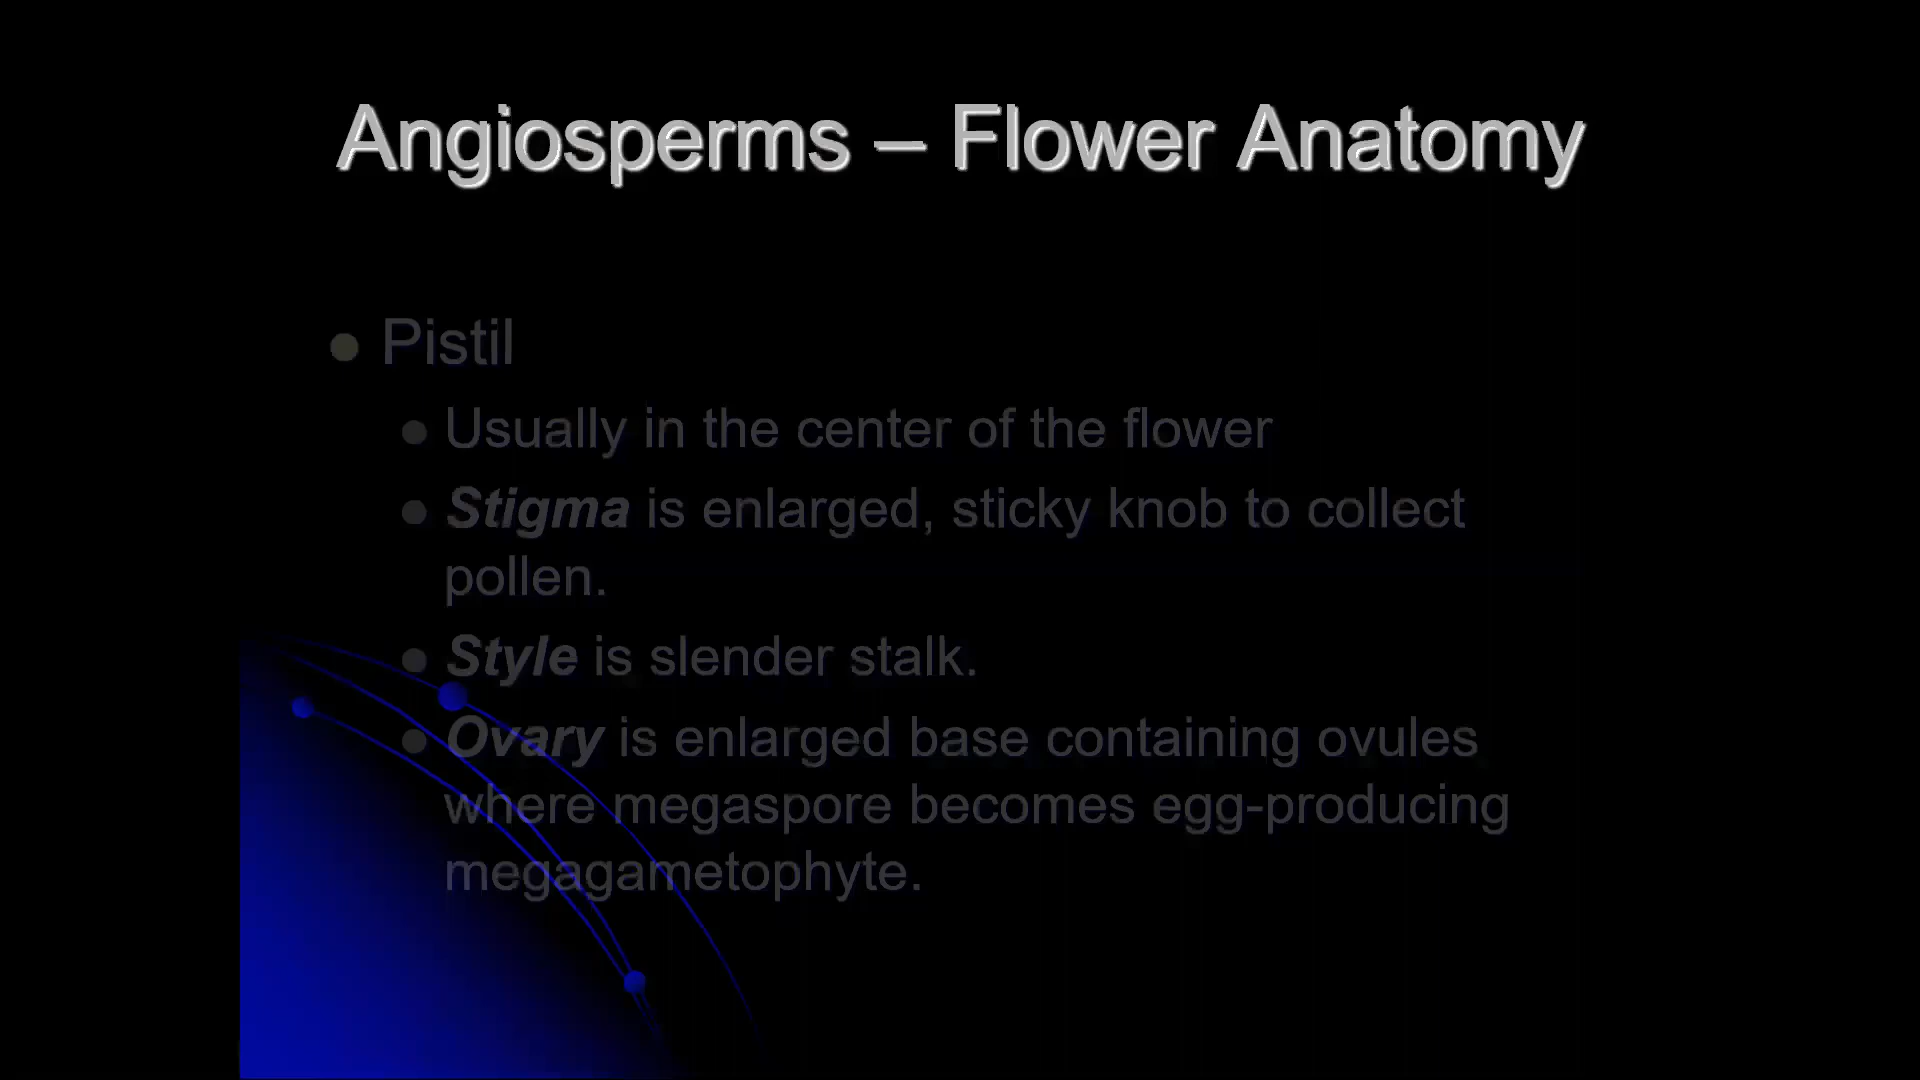 Angiosperms – Flower Anatomy
Pistil
Usually in the center of the flower
Stigma is enlarged, sticky knob to collect
pollen.
Style is slender stalk.
Ovary is enlarged base containing ovules
where megaspore becomes egg-producing
megagametophyte.